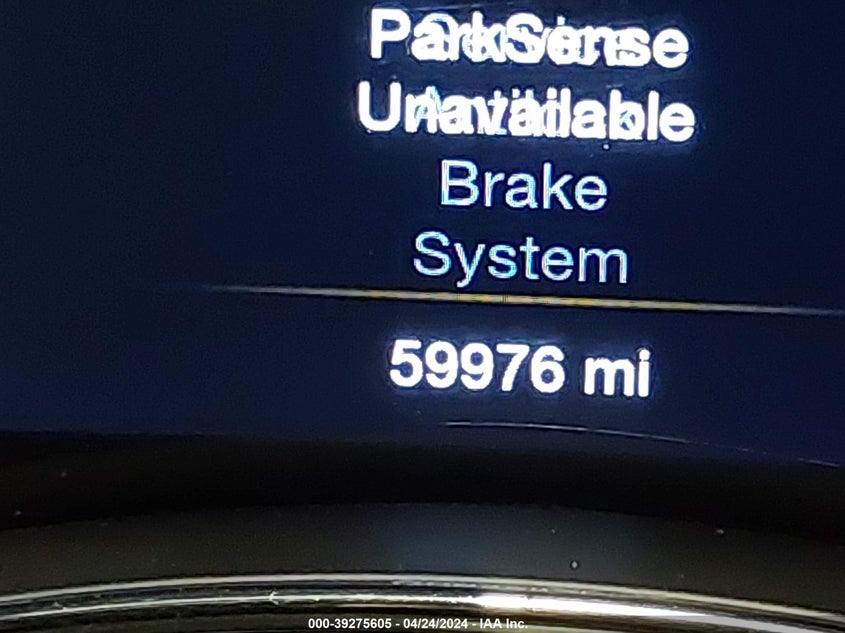 ParkSense
Unavailable
Brake
System
59976 mi
000-39275605 - 04/24/2024 - IAA Inc.